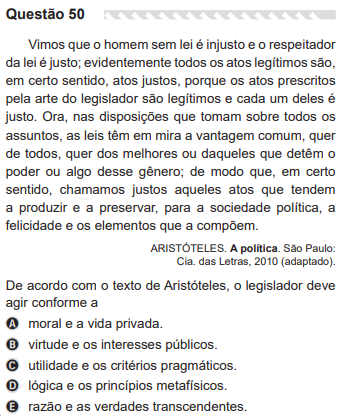 Questão 50
Vimos que o homem sem lei é injusto e o respeitador
da lei é justo; evidentemente todos os atos legítimos são,
em certo sentido, atos justos, porque os atos prescritos
pela arte do legislador são legítimos e cada um deles é
justo. Ora, nas disposições que tomam sobre todos os
assuntos, as leis têm em mira a vantagem comum, quer
de todos, quer dos melhores ou daqueles que detêm o
poder ou algo desse gênero; de modo que, em certo
sentido, chamamos justos aqueles atos que tendem
a produzir e a preservar, para a sociedade política, a
felicidade e os elementos que a compõem.
ARISTÓTELES. A política. São Paulo:
Cia. das Letras, 2010 (adaptado).
De acordo com o texto de Aristóteles, o legislador deve
agir conforme a
A moral e a vida privada.
B virtude e os interesses públicos.
C utilidade e os critérios pragmáticos.
D lógica e os princípios metafísicos.
E razão e as verdades transcendentes.